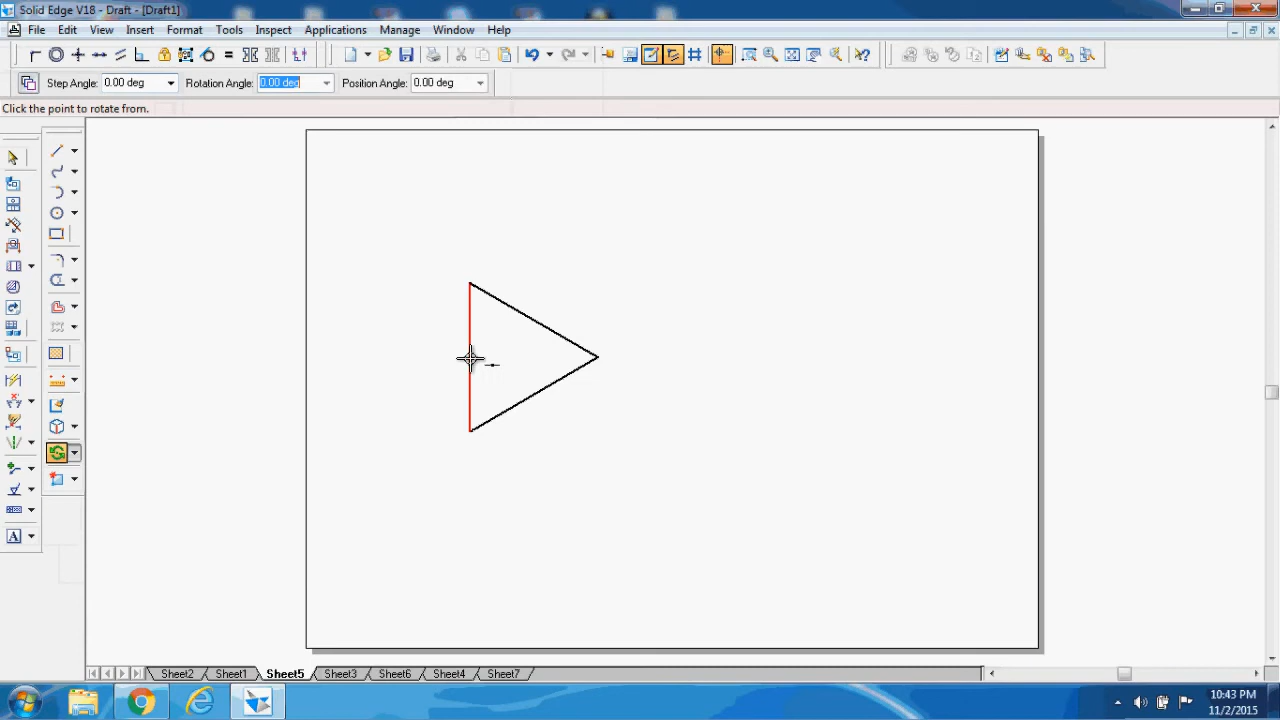 Solid Edge V18 - Draft - [Draft1]
File Edit View Insert Format Tools Inspect Applications Manage Window Help
Step Angle: 0.00 deg Rotation Angle: 0.00 deg Position Angle: 0.00 deg
Click the point to rotate from.
A
Sheet2 Sheet1 Sheet5 Sheet3 Sheet6 Sheet4 Sheet7
10:43 PM
11/2/2015